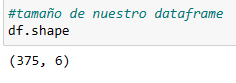 #tamaño de nuestro dataframe
df.shape
(375, 6)